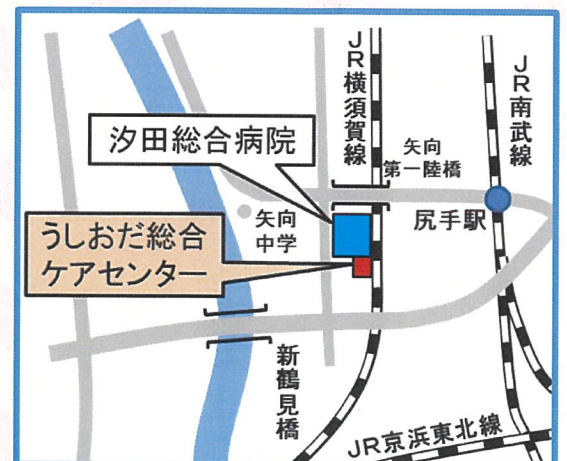 JR横須賀線
JR南武線
汐田総合病院
矢向
第一陸橋
矢向
中学
尻手駅
うしおだ総合
ケアセンター
新鶴見橋
JR京浜東北線